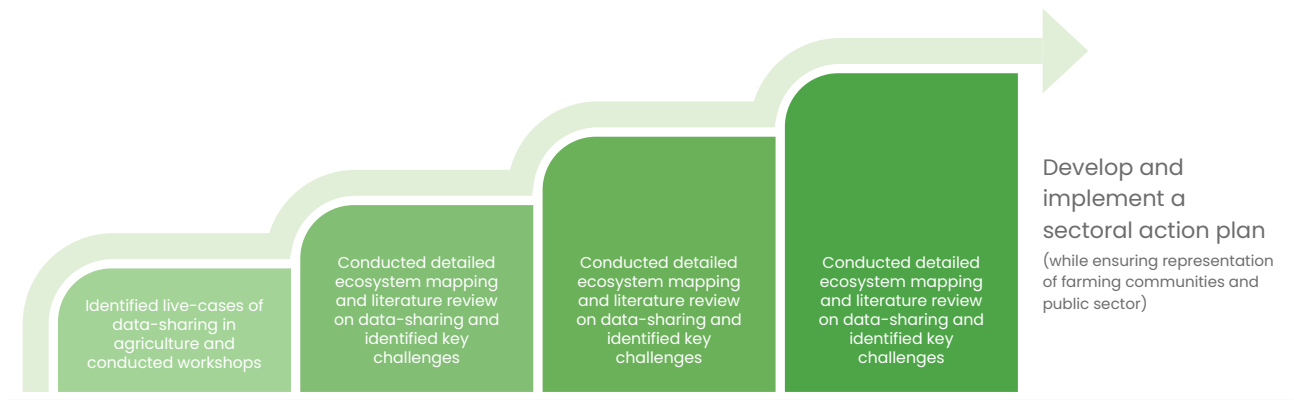 Identified live-cases of
data-sharing in
agriculture and
conducted workshops
Conducted detailed
ecosystem mapping
and literature review
on data-sharing and
identified key
challenges
Conducted detailed
ecosystem mapping
and literature review
on data-sharing and
identified key
challenges
Conducted detailed
ecosystem mapping
and literature review
on data-sharing and
identified key
challenges
Develop and
implement a
sectoral action plan
(while ensuring representation
of farming communities and
public sector)